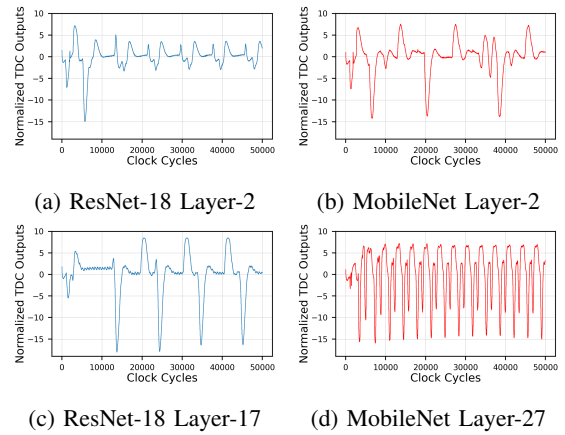 Normalized TDC Outputs
10
5
0
−5
−10
−15
0 10000 20000 30000 40000 50000
Clock Cycles
(a) ResNet-18 Layer-2
Normalized TDC Outputs
10
5
0
−5
−10
−15
0 10000 20000 30000 40000 50000
Clock Cycles
(b) MobileNet Layer-2
Normalized TDC Outputs
10
5
0
−5
−10
−15
0 10000 20000 30000 40000 50000
Clock Cycles
(c) ResNet-18 Layer-17
Normalized TDC Outputs
10
5
0
−5
−10
−15
0 10000 20000 30000 40000 50000
Clock Cycles
(d) MobileNet Layer-27